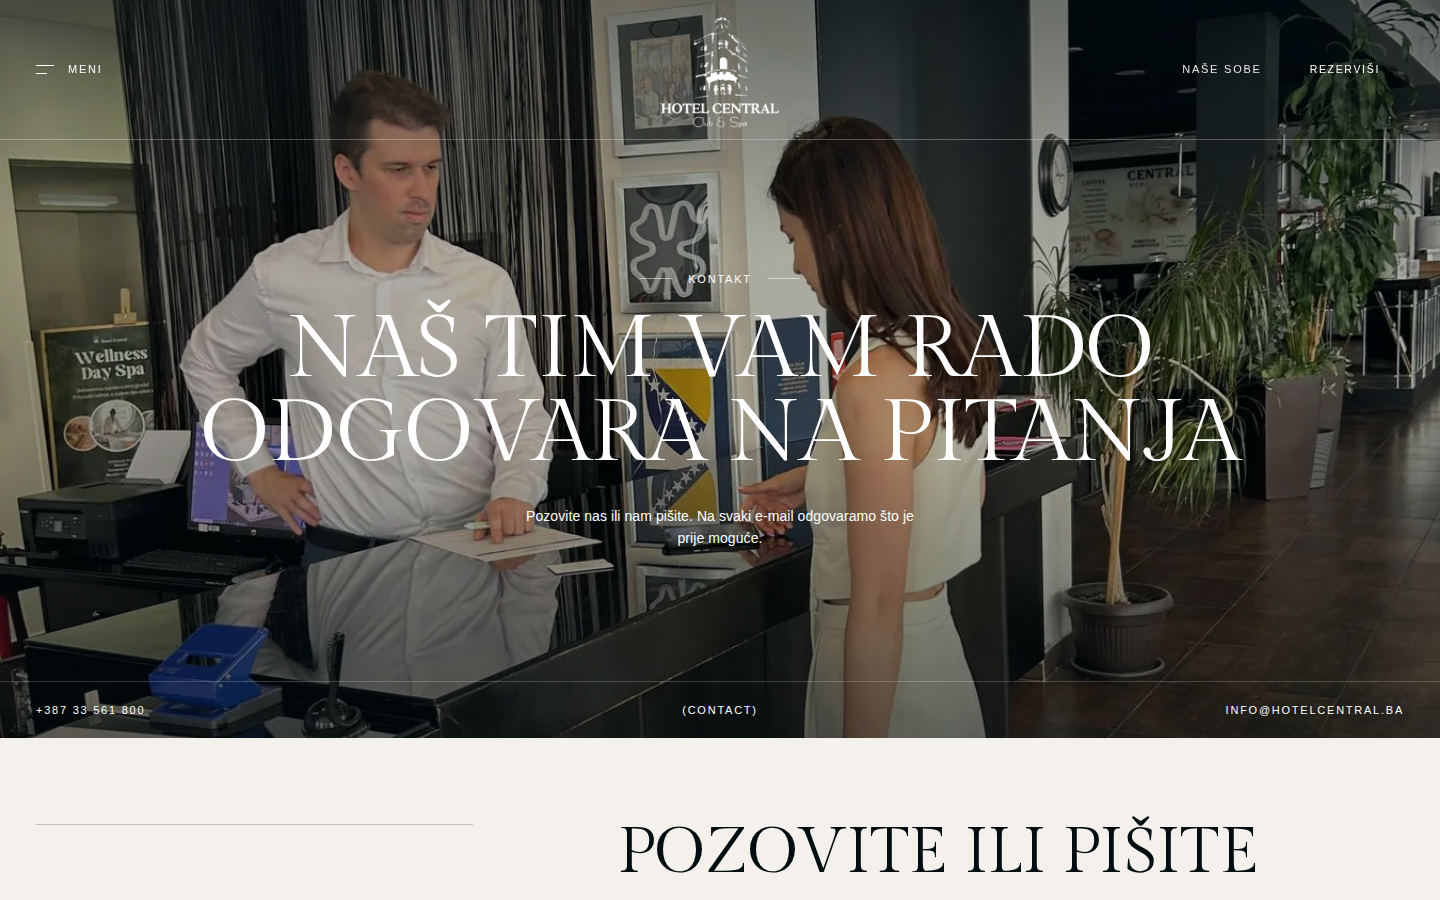 MENI
HOTEL CENTRAL
Club & Spa
NAŠE SOBE
REZERVIŠI
CENTRAL
KONTAKT
NAŠ TIM VAM RADO
ODGOVARA NA PITANJA
Wellness
Day Spa
Pozovite nas ili nam pišite. Na svaki e-mail odgovaramo što je
prije moguće.
+387 33 561 800
(CONTACT)
INFO@HOTELCENTRAL.BA
POZOVITE ILI PIŠITE